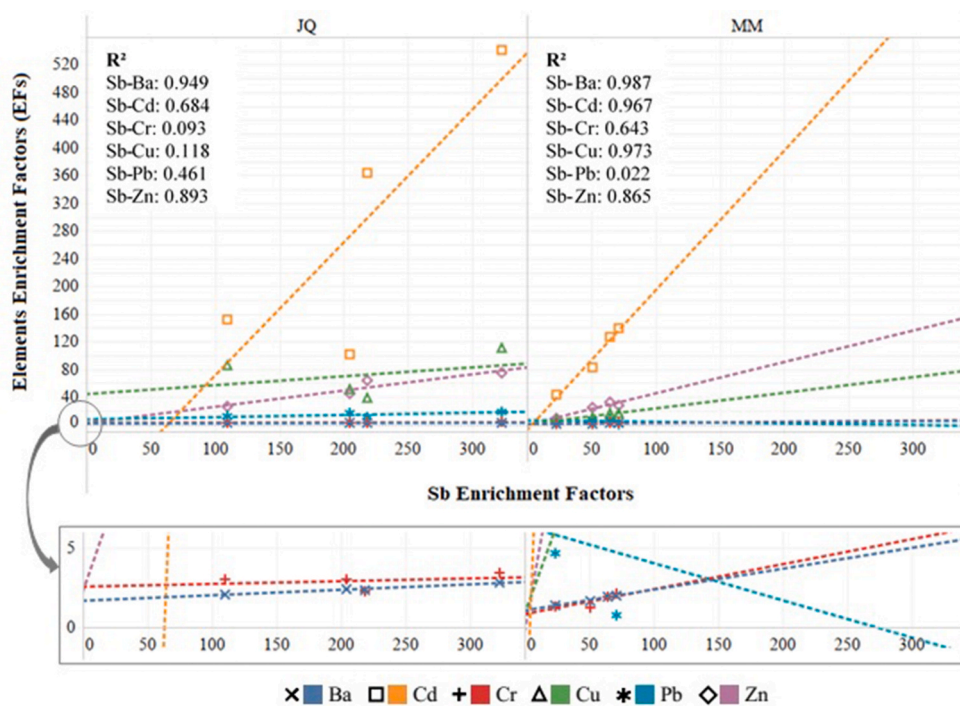 JQ
MM
Elements Enrichment Factors (EFs)
520
480
440
400
360
320
280
240
200
160
120
80
40
0
R²
Sb-Ba: 0.949
Sb-Cd: 0.684
Sb-Cr: 0.093
Sb-Cu: 0.118
Sb-Pb: 0.461
Sb-Zn: 0.893
R²
Sb-Ba: 0.987
Sb-Cd: 0.967
Sb-Cr: 0.643
Sb-Cu: 0.973
Sb-Pb: 0.022
Sb-Zn: 0.865
0 50 100 150 200 250 300 0 50 100 150 200 250 300
Sb Enrichment Factors
5
0
0 50 100 150 200 250 300 0 50 100 150 200 250 300
Ba Cd Cr Cu Pb Zn